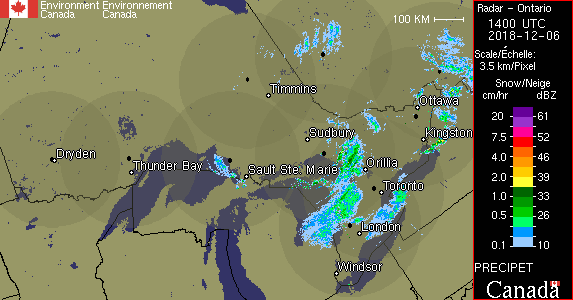 Environment Environnement
Canada Canada
100 KM
Timmins
Ottawa
Sudbury
Kingston
Dryden
Thunder Bay
Sault Ste. Marie
Orillia
Toronto
London
Windsor
Radar - Ontario
1400 UTC
2018-12-06
Scale/Échelle:
3.5 km/Pixel
Snow/Neige
cm/hr dBZ
20 61
7.5 52
4.0 46
2.0 39
1.0 33
0.5 26
0.1 10
PRECIPET
Canada